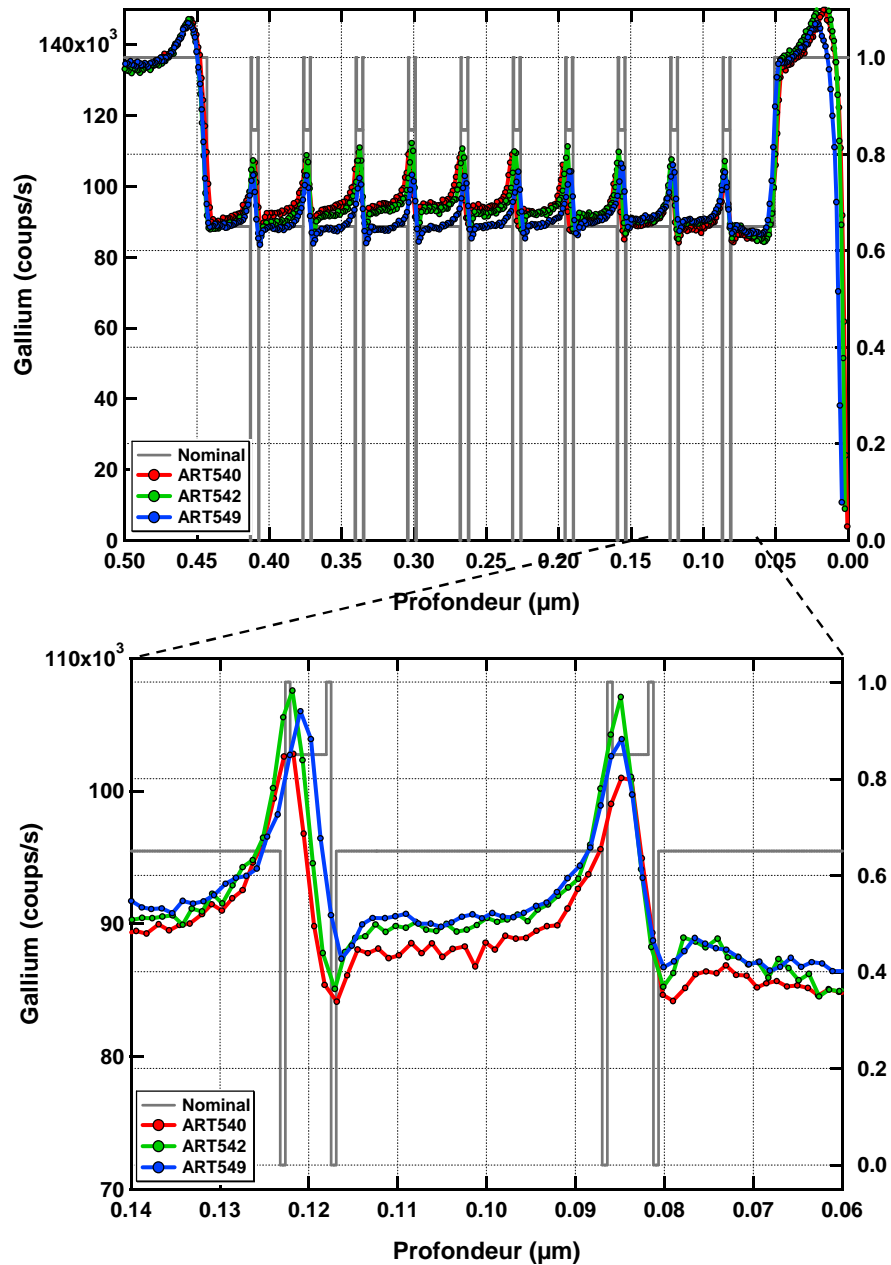 140x10³
120
100
80
60
40
20
0
Gallium (coups/s)
1.0
0.8
0.6
0.4
0.2
0.0
Nominal
ART540
ART542
ART549
0.50 0.45 0.40 0.35 0.30 0.25 0.20 0.15 0.10 0.05 0.00
Profondeur (µm)
110x10³
100
90
80
70
Gallium (coups/s)
1.0
0.8
0.6
0.4
0.2
0.0
Nominal
ART540
ART542
ART549
0.14 0.13 0.12 0.11 0.10 0.09 0.08 0.07 0.06
Profondeur (µm)